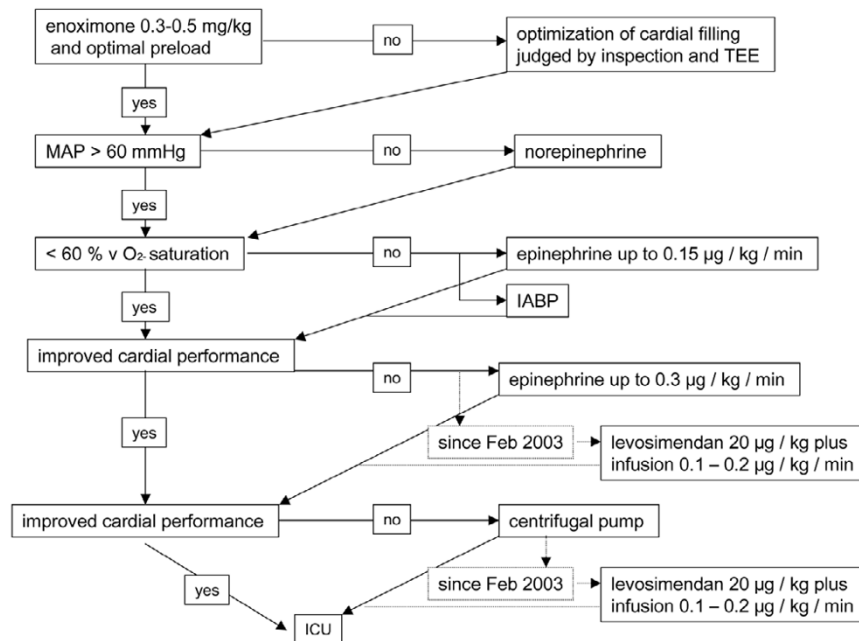 enoximone 0.3-0.5 mg/kg
and optimal preload
no
optimization of cardial filling
judged by inspection and TEE
yes
MAP > 60 mmHg
no
norepinephrine
yes
< 60 % v O₂- saturation
no
epinephrine up to 0.15 µg / kg / min
IABP
yes
improved cardial performance
no
epinephrine up to 0.3 µg / kg / min
yes
since Feb 2003
levosimendan 20 µg / kg plus
infusion 0.1 – 0.2 µg / kg / min
improved cardial performance
no
centrifugal pump
yes
since Feb 2003
levosimendan 20 µg / kg plus
infusion 0.1 – 0.2 µg / kg / min
ICU